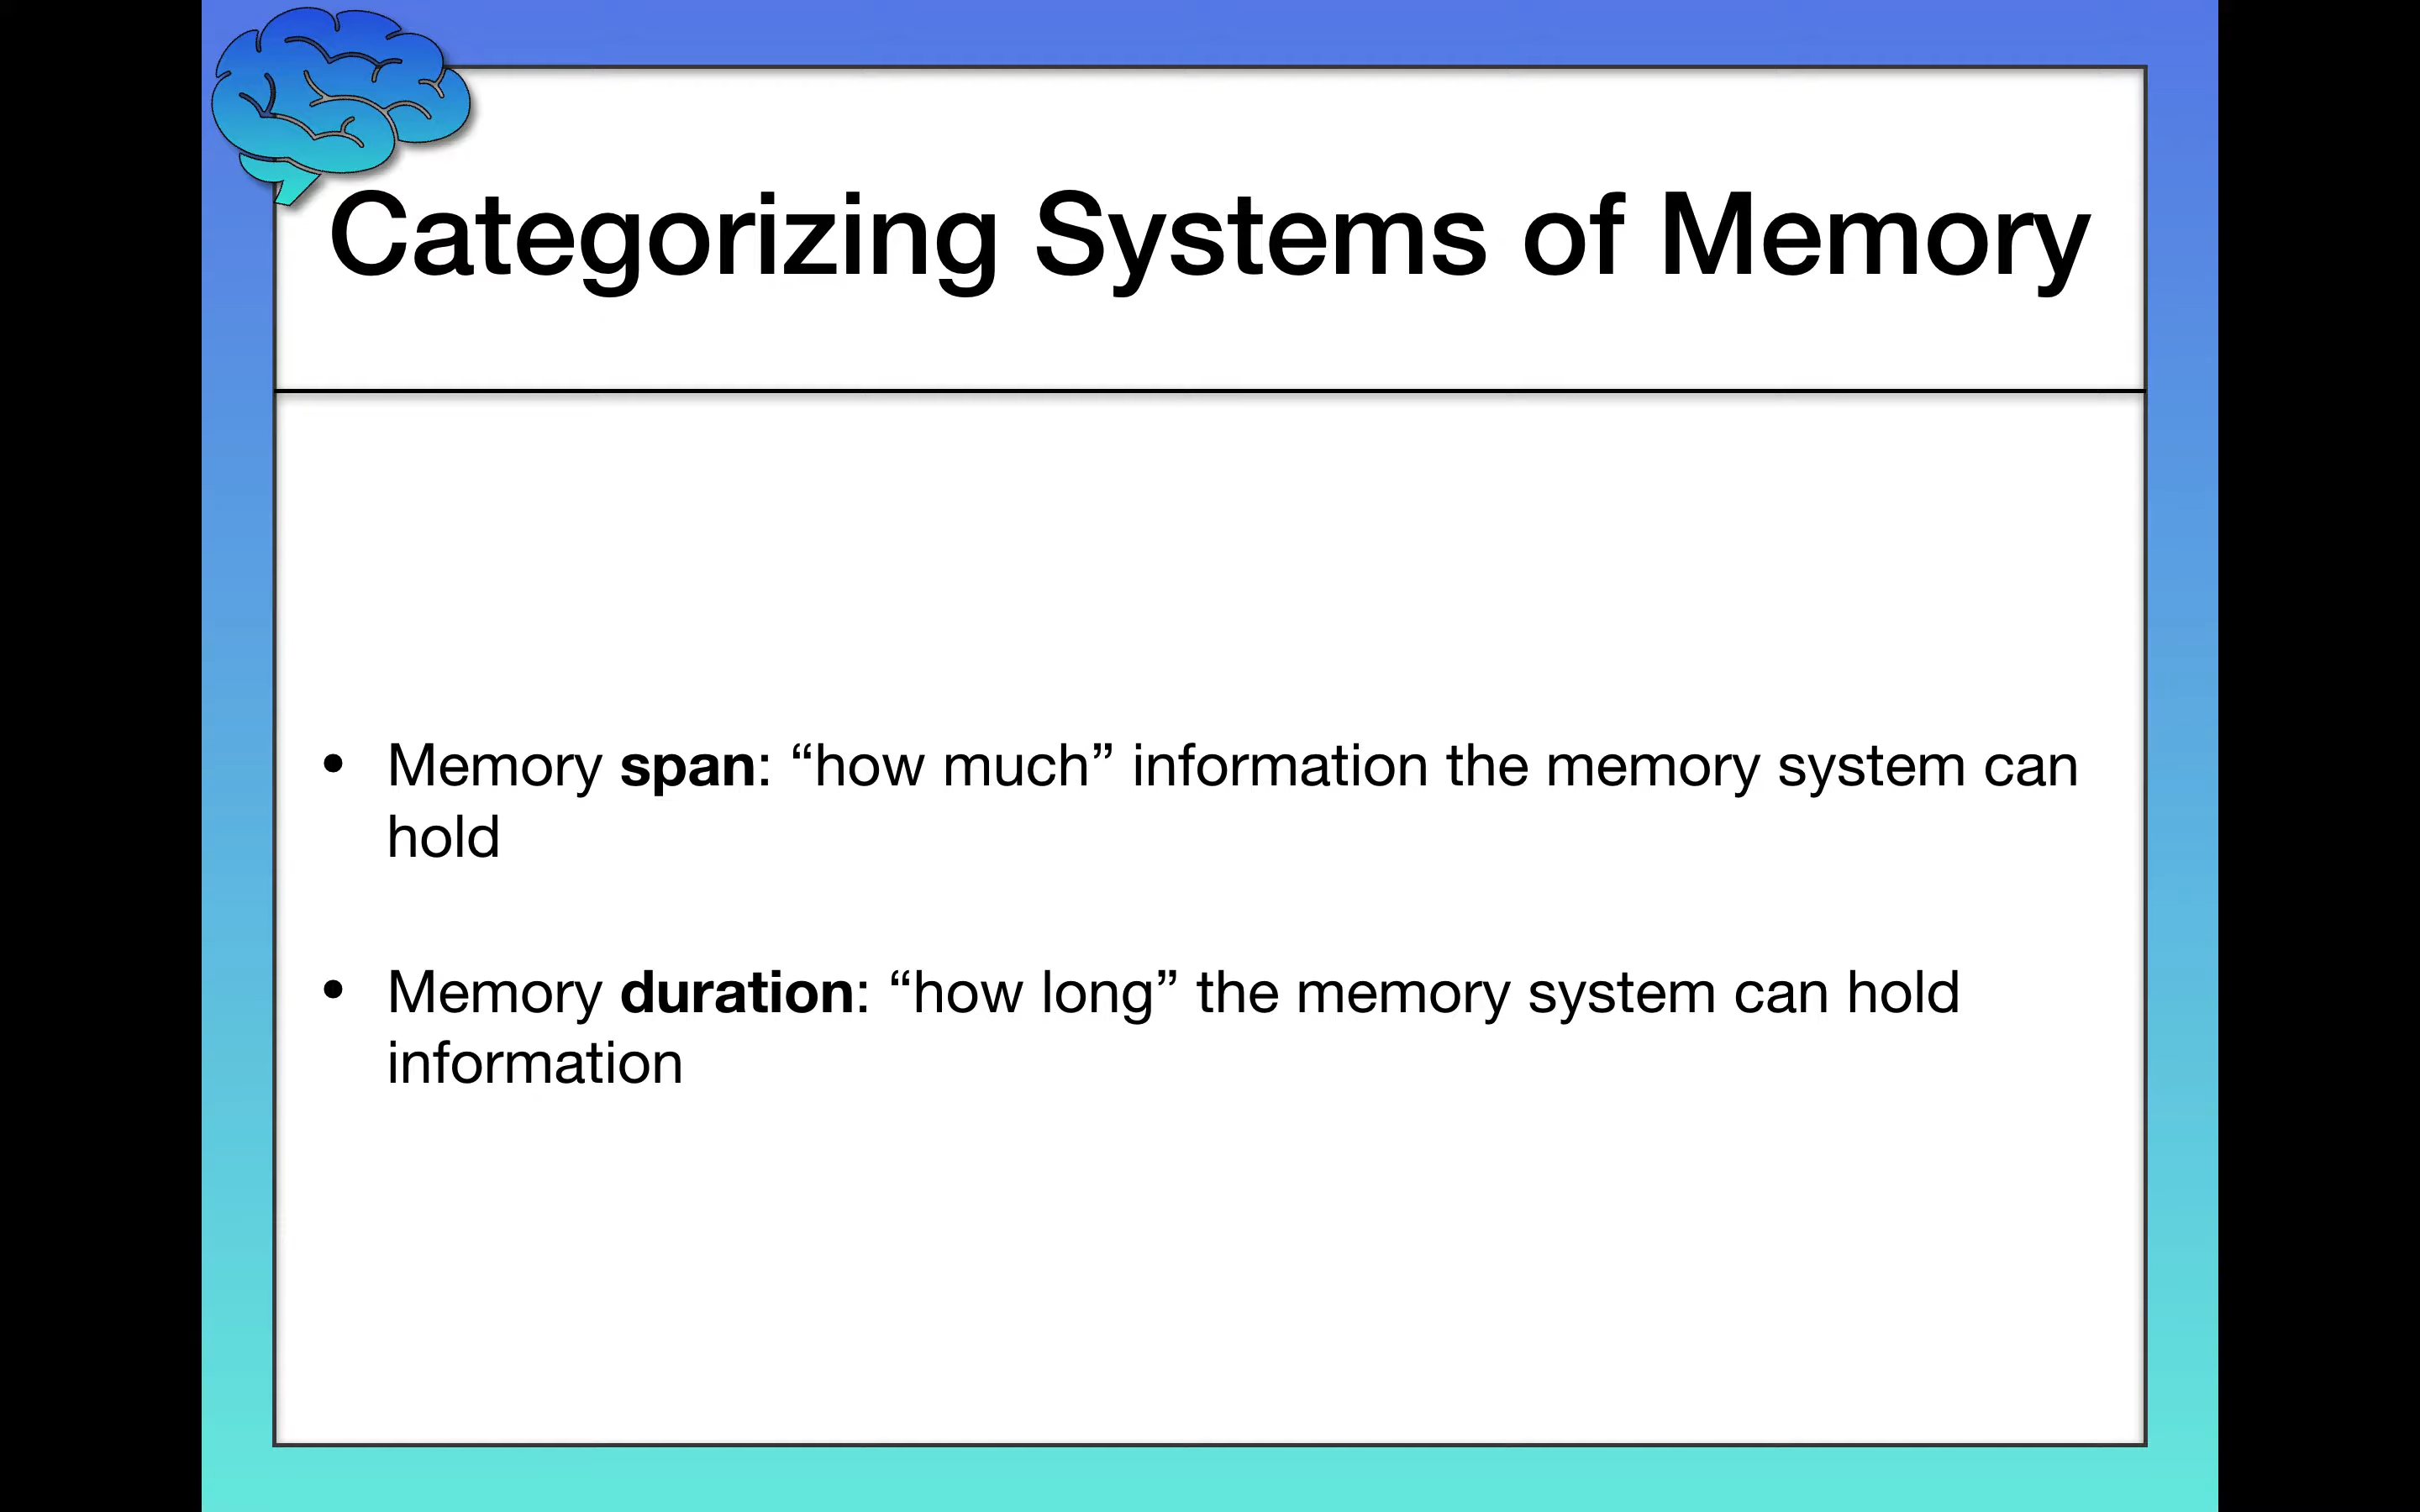 Categorizing Systems of Memory
• Memory span: “how much” information the memory system can
hold
• Memory duration: “how long” the memory system can hold
information